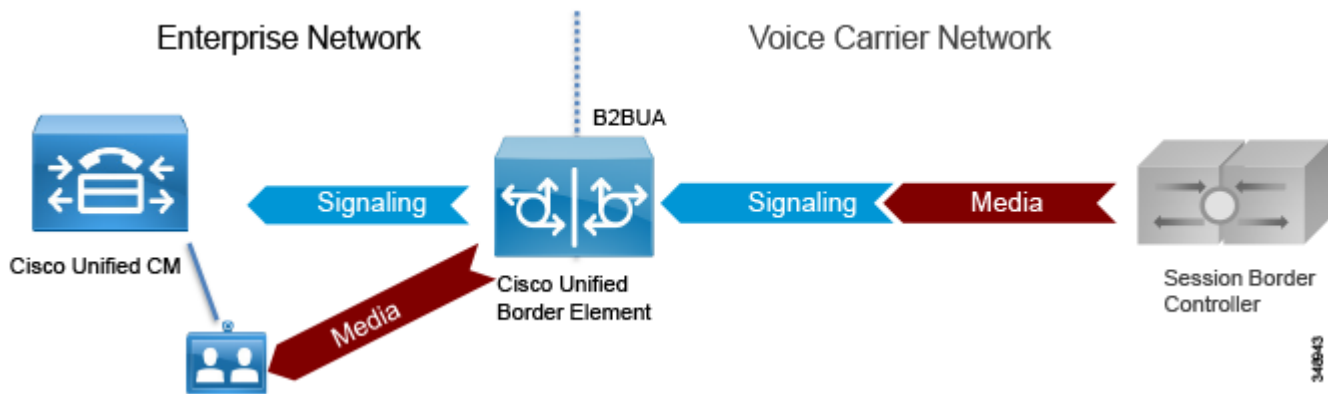 Enterprise Network
Voice Carrier Network
B2BUA
Signaling
Signaling
Media
Cisco Unified CM
Cisco Unified
Border Element
Session Border
Controller
Media
348943